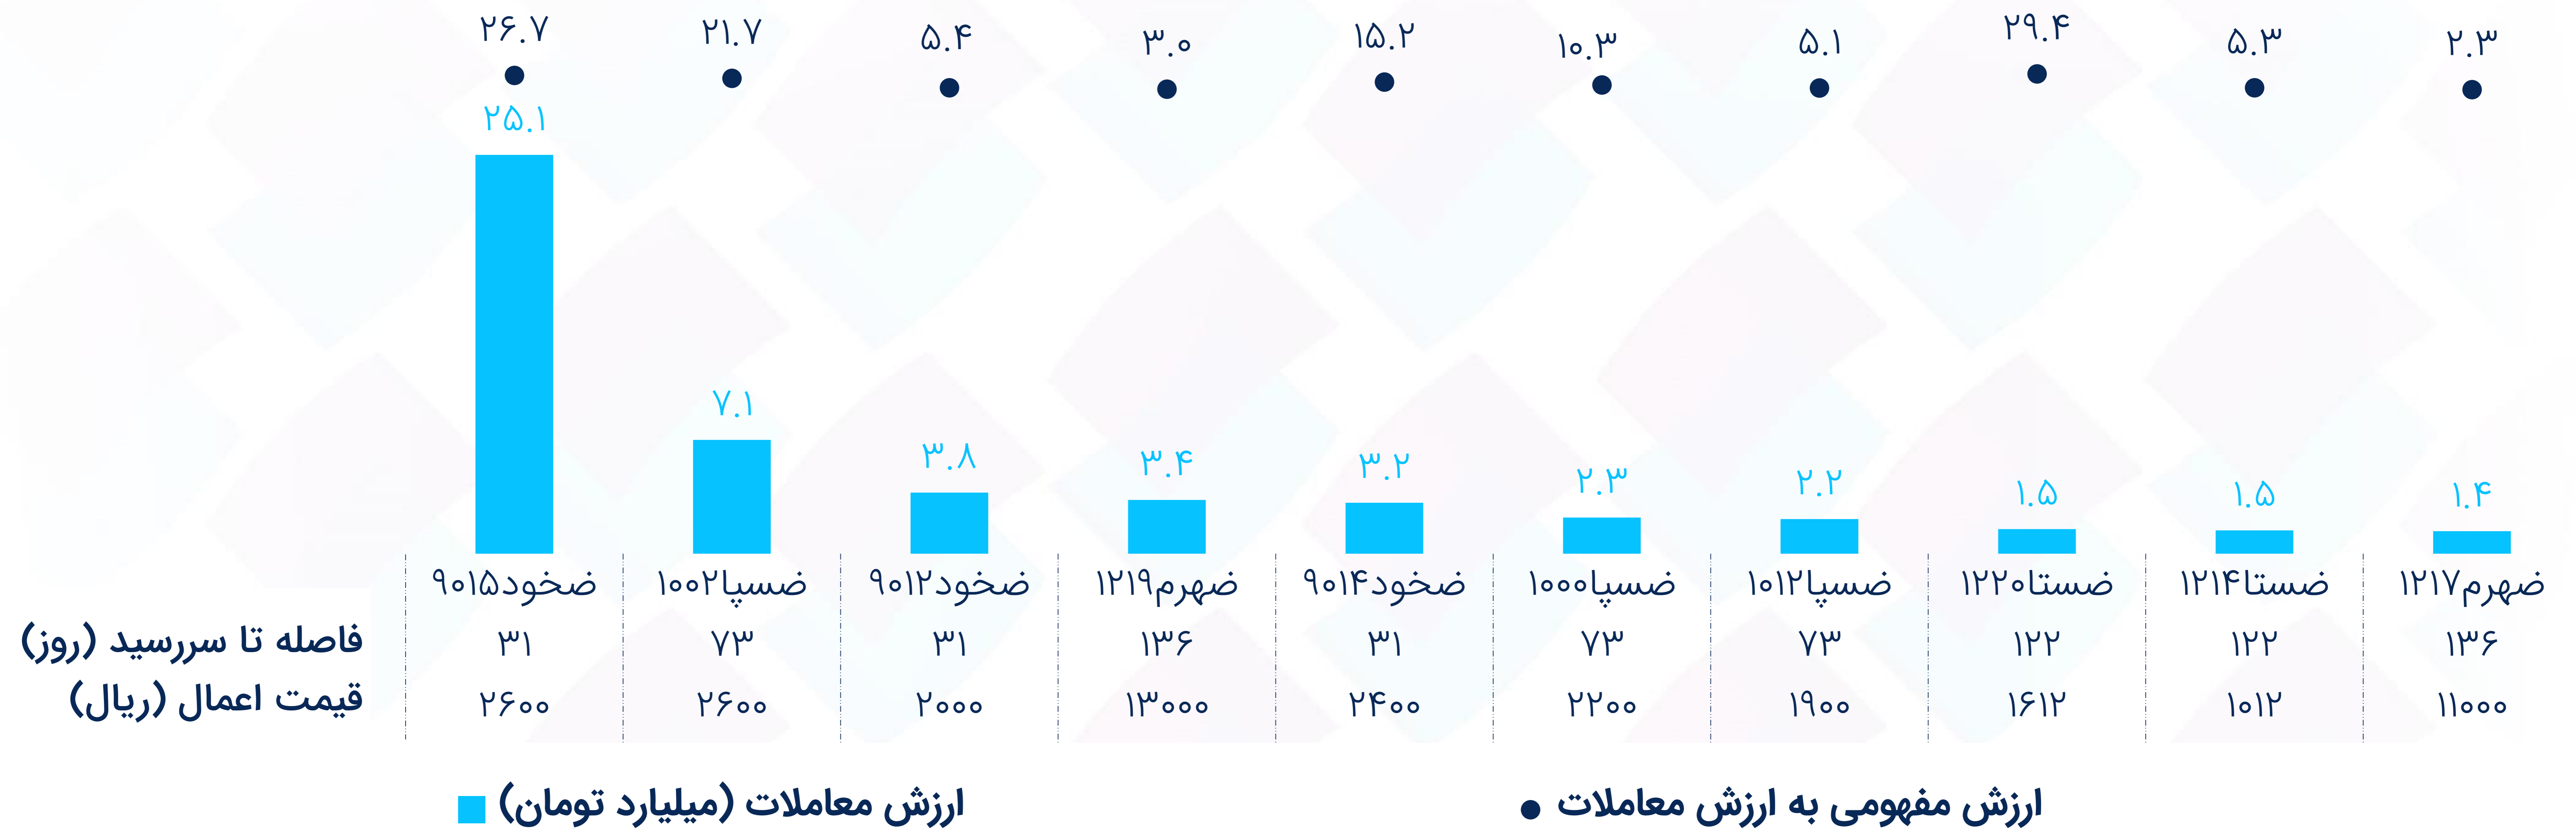 ۲۶.۷ ۲۱.۷ ۵.۴ ۳.۰ ۱۵.۲ ۱۰.۳ ۵.۱ ۲۹.۴ ۵.۳ ۲.۳
۲۵.۱ ۷.۱ ۳.۸ ۳.۴ ۳.۲ ۲.۳ ۲.۲ ۱.۵ ۱.۵ ۱.۴
ضخود۹۰۱۵ ضسپا۱۰۰۲ ضخود۹۰۱۲ ضهرم۱۲۱۹ ضخود۹۰۱۴ ضسپا۱۰۰۰ ضسپا۱۰۱۲ ضستا۱۲۲۰ ضستا۱۲۱۴ ضهرم۱۲۱۷
فاصله تا سررسید (روز) ۳۱ ۷۳ ۳۱ ۱۳۶ ۳۱ ۷۳ ۷۳ ۱۲۲ ۱۲۲ ۱۳۶
قیمت اعمال (ریال) ۲۶۰۰ ۲۶۰۰ ۲۰۰۰ ۱۳۰۰۰ ۲۴۰۰ ۲۲۰۰ ۱۹۰۰ ۱۶۱۲ ۱۰۱۲ ۱۱۰۰۰
ارزش مفهومی به ارزش معاملات ارزش معاملات (میلیارد تومان)